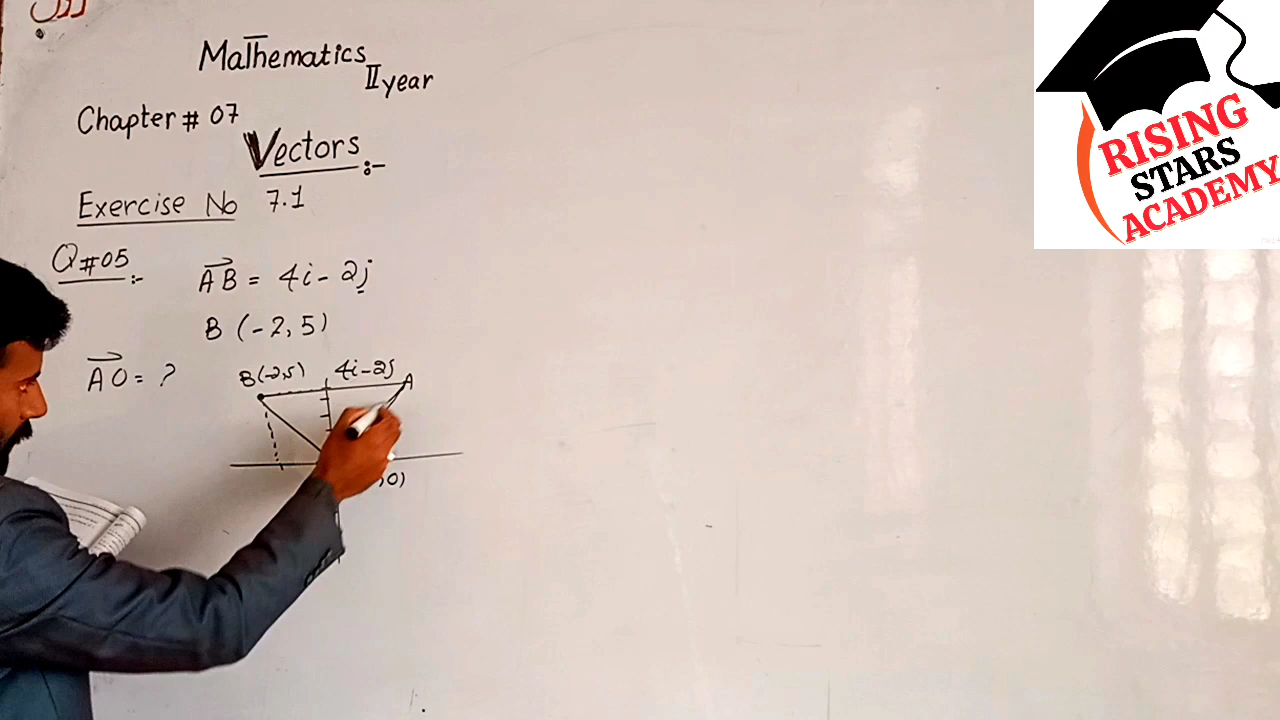 Mathematics
II year
Chapter # 07
Vectors :-
Exercise No 7.1
Q # 05 :-
AB = 4i - 2j
B (-2, 5)
AO = ?
B(-2,5) 4i-2j A
,0)
RISING
STARS
ACADEMY